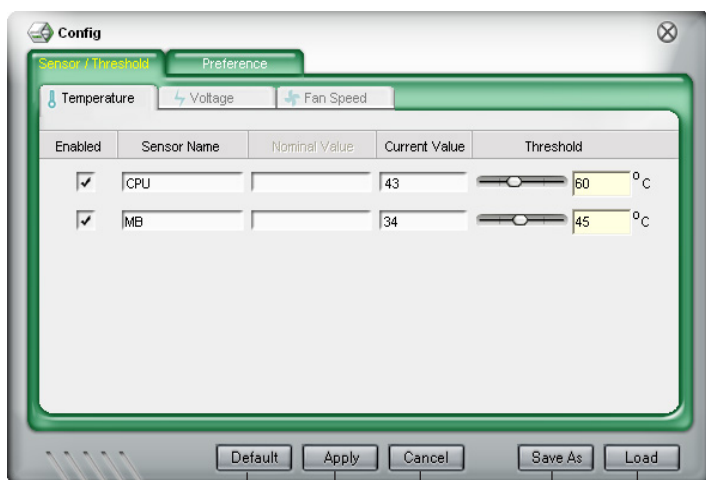 Config
Sensor / Threshold Preference
Temperature Voltage Fan Speed
Enabled Sensor Name Nominal Value Current Value Threshold
CPU 43 60 °C
MB 34 45 °C
Default Apply Cancel Save As Load